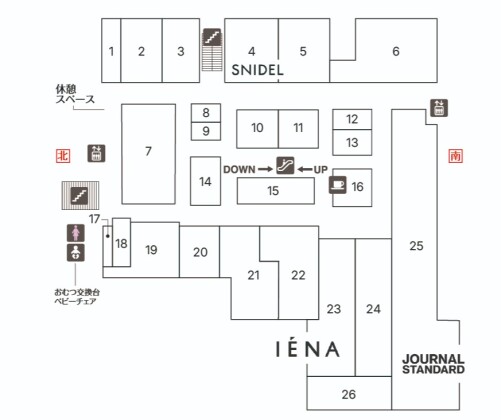 1 2 3 4 5 6
SNIDEL
休憩
スペース
8
9
7 10 11 12
13
北
南
DOWN UP
14 15 16
17
18 19 20 21 22 23 24 25
おむつ交換台
ベビーチェア
IÉNA
JOURNAL
STANDARD
26